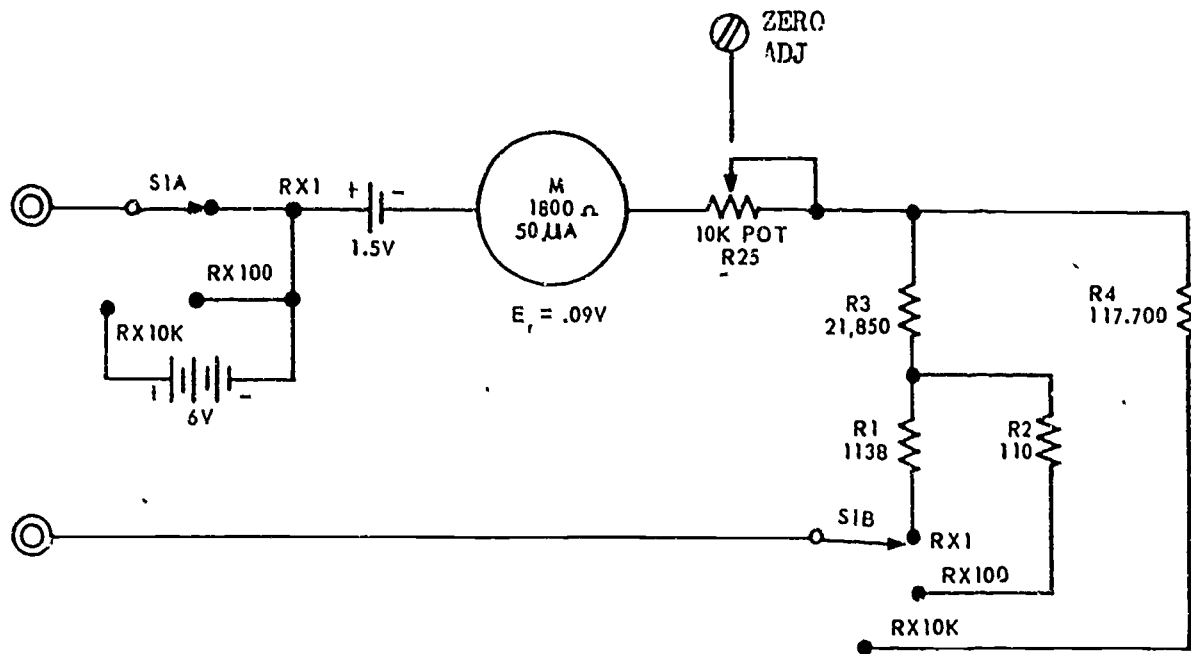 ZERO
ADJ
S1A
RX1
+
-
1.5V
M
1800 Ω
50 µA
10K POT
R25
-
RX100
E, = .09V
R3
21,850
R4
117.700
RX10K
+
-
6V
R1
1138
R2
110
S1B
RX1
RX100
RX10K